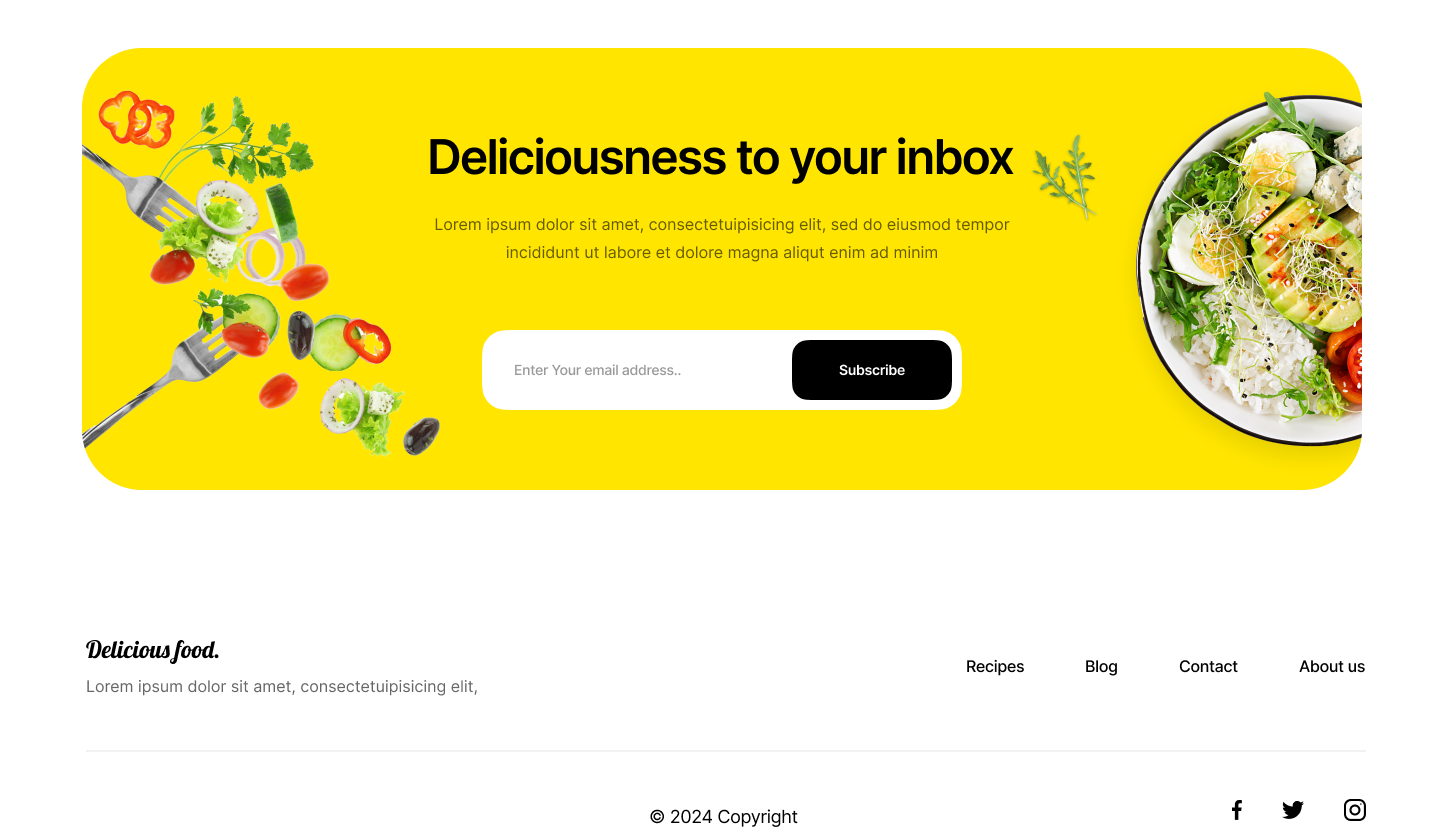 Deliciousness to your inbox
Lorem ipsum dolor sit amet, consectetuipisicing elit, sed do eiusmod tempor
incididunt ut labore et dolore magna aliqut enim ad minim
Enter Your email address..
Subscribe
Delicious food.
Lorem ipsum dolor sit amet, consectetuipisicing elit,
Recipes
Blog
Contact
About us
© 2024 Copyright